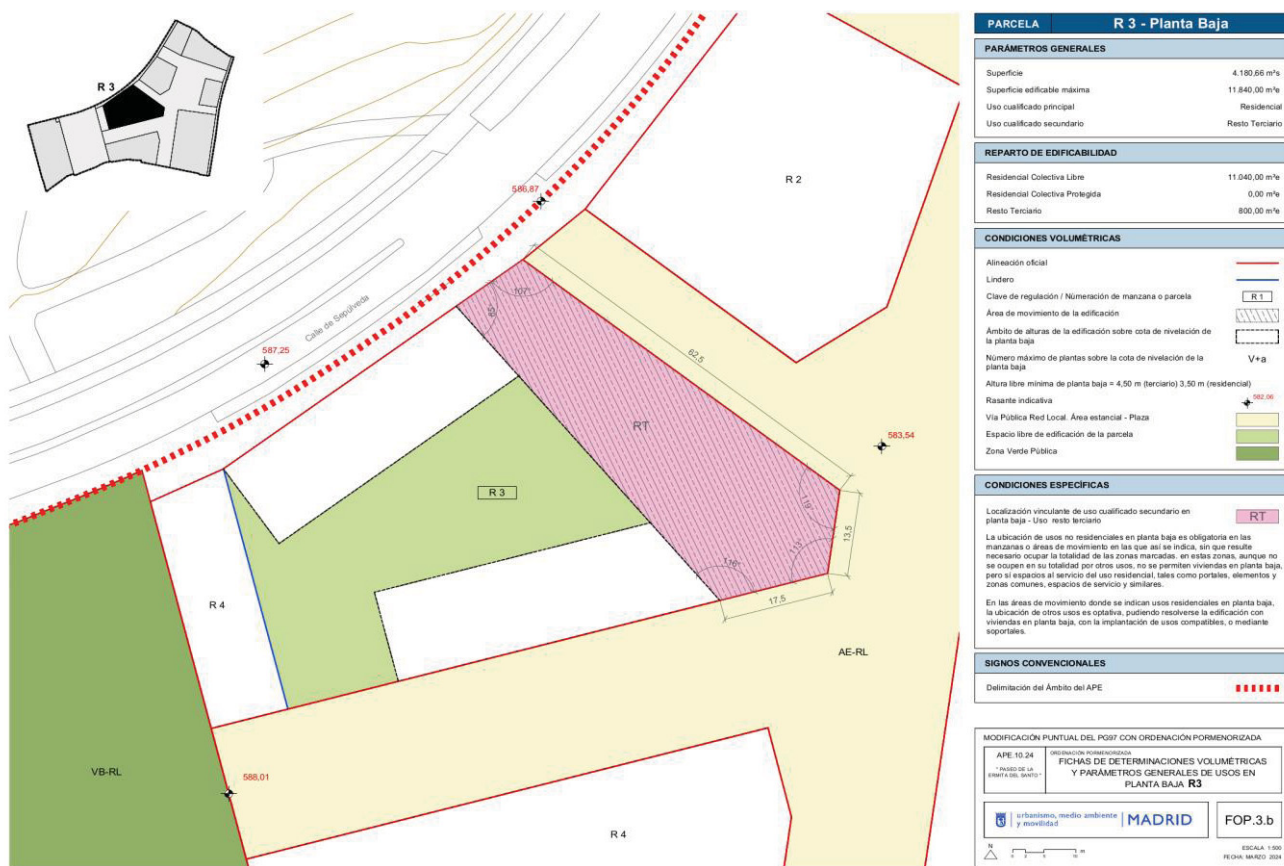 R 3
R 2
586,87
107°
85°
Calle de Sepúlveda
587,25
62,5
RT
583,54
R 3
119°
13,5
113°
116°
17,5
R 4
AE-RL
VB-RL
588,01
R 4
PARCELA
R 3 - Planta Baja
PARÁMETROS GENERALES
Superficie 4.180,66 m²s
Superficie edificable máxima 11.840,00 m²e
Uso cualificado principal Residencial
Uso cualificado secundario Resto Terciario
REPARTO DE EDIFICABILIDAD
Residencial Colectiva Libre 11.040,00 m²e
Residencial Colectiva Protegida 0,00 m²e
Resto Terciario 800,00 m²e
CONDICIONES VOLUMÉTRICAS
Alineación oficial
Lindero
Clave de regulación / Númeración de manzana o parcela R 1
Área de movimiento de la edificación
Ámbito de alturas de la edificación sobre cota de nivelación de
la planta baja
Número máximo de plantas sobre la cota de nivelación de la V+a
planta baja
Altura libre mínima de planta baja = 4,50 m (terciario) 3,50 m (residencial)
Rasante indicativa 582,06
Vía Pública Red Local. Área estancial - Plaza
Espacio libre de edificación de la parcela
Zona Verde Pública
CONDICIONES ESPECÍFICAS
Localización vinculante de uso cualificado secundario en RT
planta baja - Uso resto terciario
La ubicación de usos no residenciales en planta baja es obligatoria en las
manzanas o áreas de movimiento en las que así se indica, sin que resulte
necesario ocupar la totalidad de las zonas marcadas. en estas zonas, aunque no
se ocupen en su totalidad por otros usos, no se permiten viviendas en planta baja,
pero sí espacios al servicio del uso residencial, tales como portales, elementos y
zonas comunes, espacios de servicio y similares.
En las áreas de movimiento donde se indican usos residenciales en planta baja,
la ubicación de otros usos es optativa, pudiendo resolverse la edificación con
viviendas en planta baja, con la implantación de usos compatibles, o mediante
soportales.
SIGNOS CONVENCIONALES
Delimitación del Ámbito del APE
MODIFICACIÓN PUNTUAL DEL PG97 CON ORDENACIÓN PORMENORIZADA
APE.10.24
" PASEO DE LA
ERMITA DEL SANTO "
ORDENACIÓN PORMENORIZADA
FICHAS DE DETERMINACIONES VOLUMÉTRICAS
Y PARÁMETROS GENERALES DE USOS EN
PLANTA BAJA R3
urbanismo, medio ambiente
y movilidad
MADRID
FOP.3.b
N
0 2 5 10 m
ESCALA 1:500
FECHA: MARZO 2024